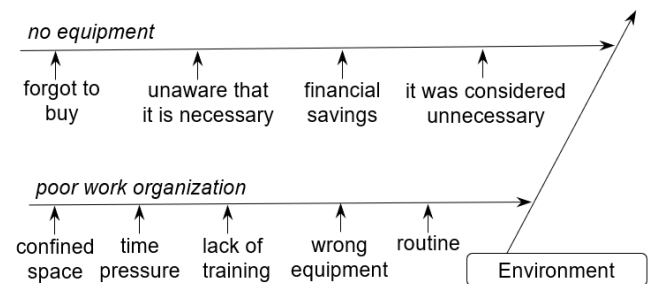 no equipment
forgot to
buy
unaware that
it is necessary
financial
savings
it was considered
unnecessary
poor work organization
confined
space
time
pressure
lack of
training
wrong
equipment
routine
Environment